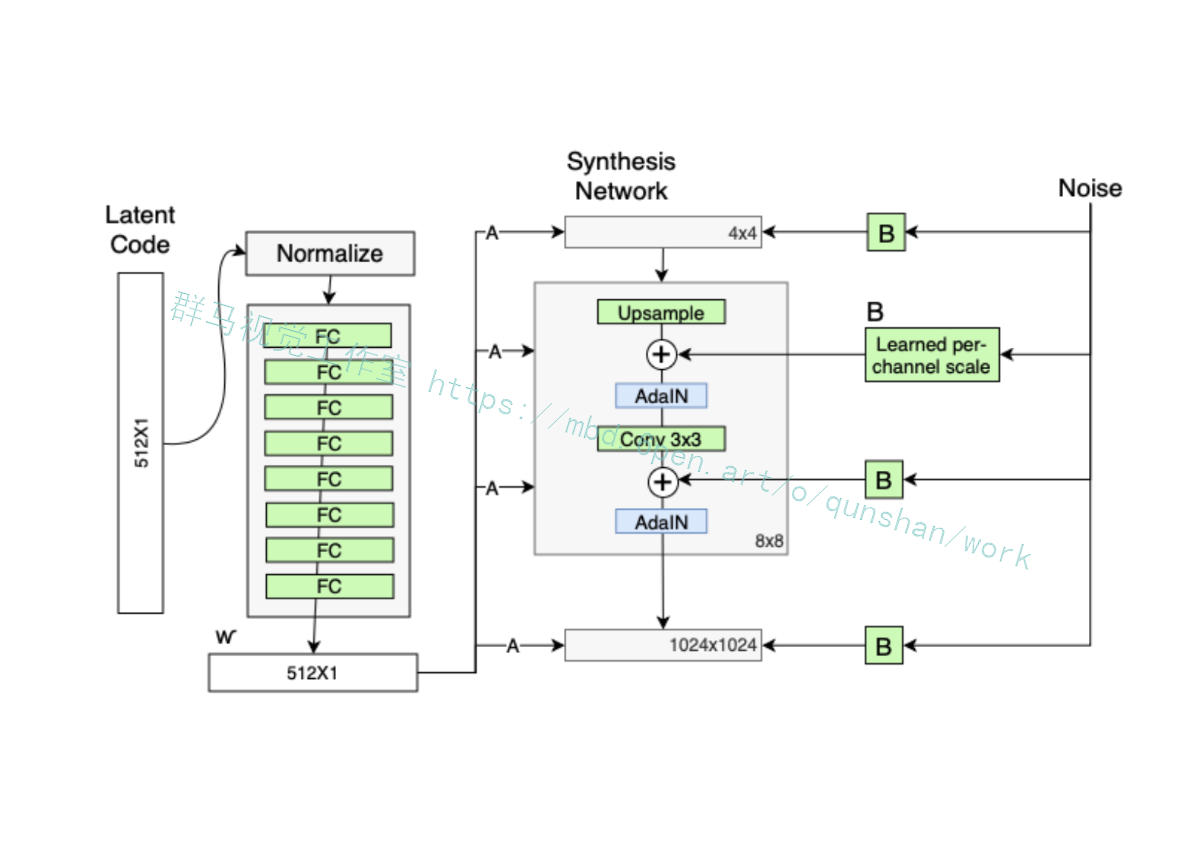 Synthesis
Network
Noise
Latent
Code
4x4
A
B
Normalize
512X1
FC
FC
FC
FC
FC
FC
FC
FC
w
512X1
Upsample
+
A
B
Learned per-
channel scale
AdaIN
Conv 3x3
+
A
B
AdaIN
8x8
A
1024x1024
B
群马视觉工作室 https://mbd.open.art/o/qunshan/work